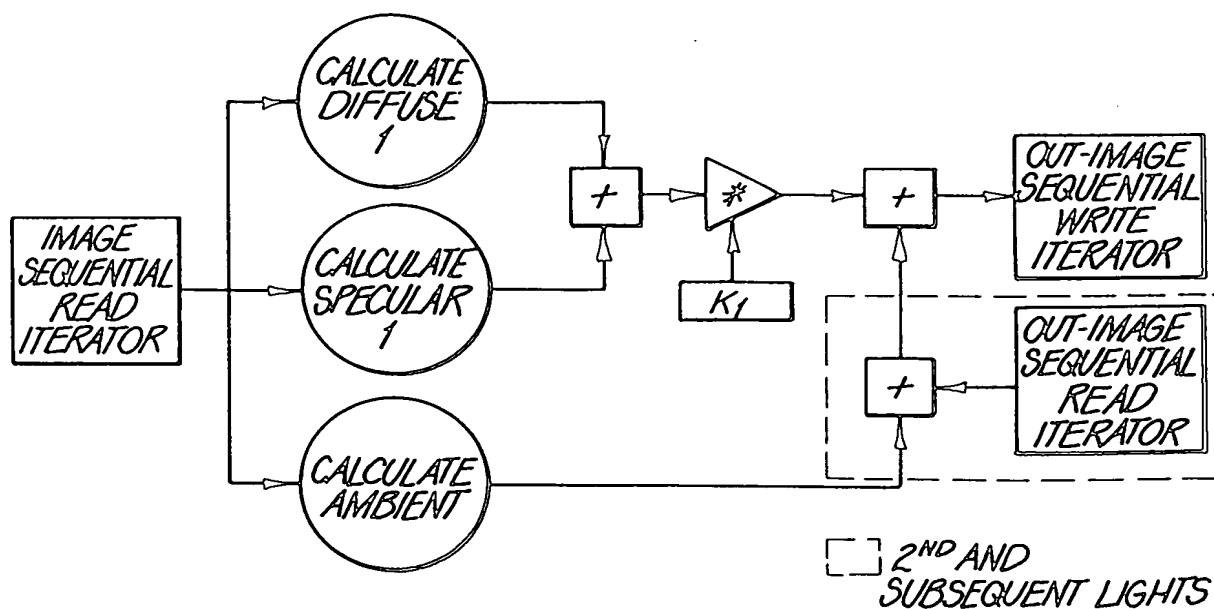 IMAGE
SEQUENTIAL
READ
ITERATOR
CALCULATE
DIFFUSE
1
CALCULATE
SPECULAR
1
CALCULATE
AMBIENT
+
*
K1
+
OUT-IMAGE
SEQUENTIAL
WRITE
ITERATOR
+
OUT-IMAGE
SEQUENTIAL
READ
ITERATOR
2ND AND
SUBSEQUENT LIGHTS